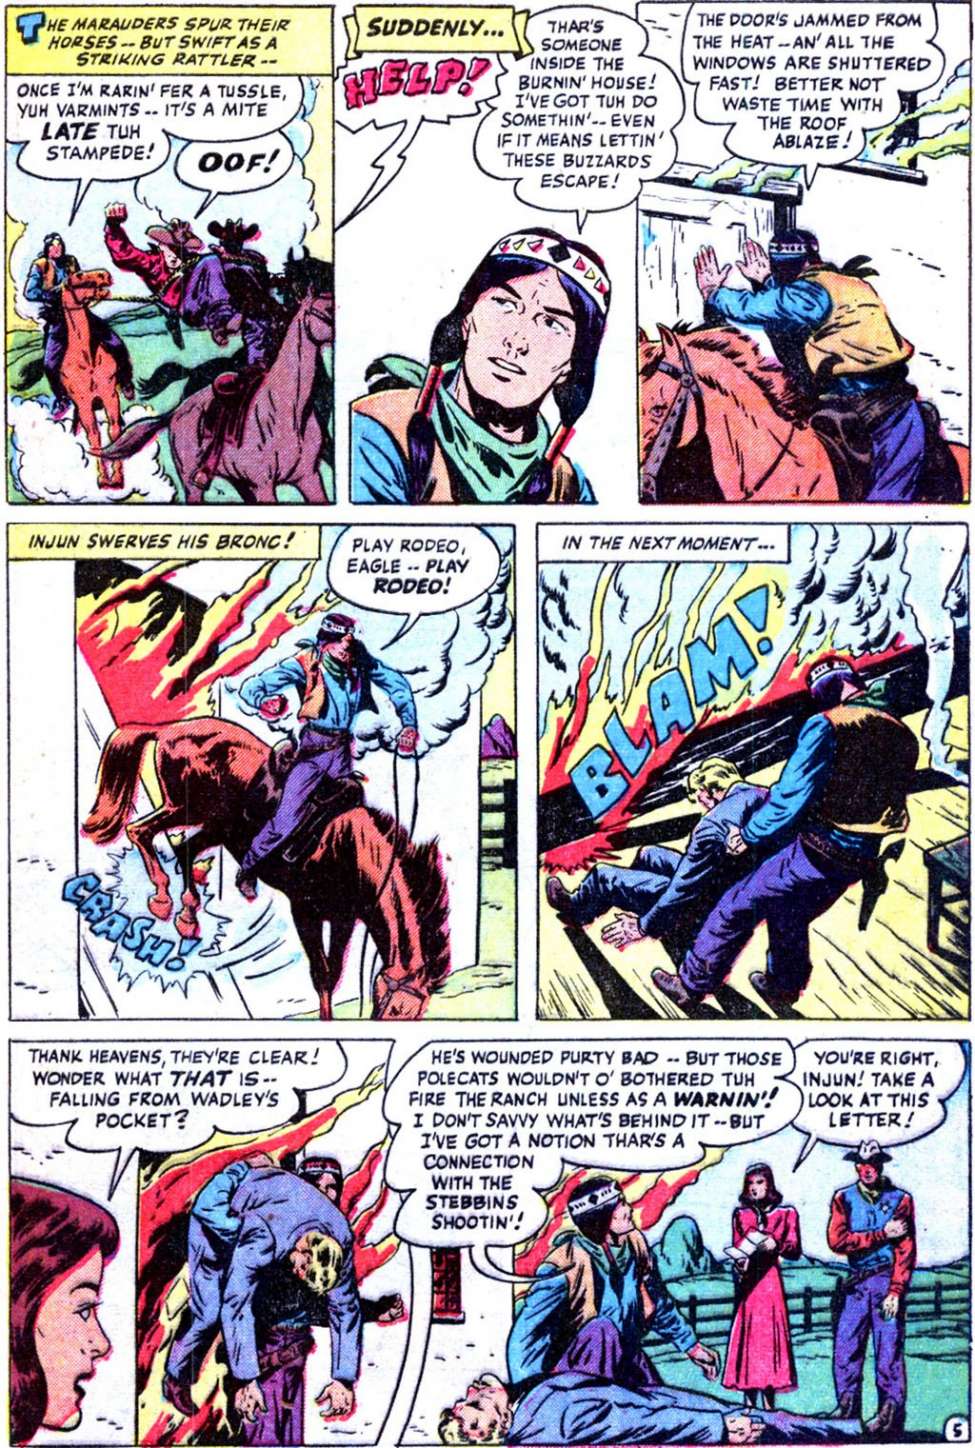 THE MARAUDERS SPUR THEIR
HORSES -- BUT SWIFT AS A
STRIKING RATTLER --
ONCE I'M RARIN' FER A TUSSLE,
YUH VARMINTS -- IT'S A MITE
LATE TUH
STAMPEDE!
OOF!
SUDDENLY...
HELP!
THAR'S
SOMEONE
INSIDE THE
BURNIN' HOUSE!
I'VE GOT TUH DO
SOMETHIN' -- EVEN
IF IT MEANS LETTIN'
THESE BUZZARDS
ESCAPE!
THE DOOR'S JAMMED FROM
THE HEAT -- AN' ALL THE
WINDOWS ARE SHUTTERED
FAST! BETTER NOT
WASTE TIME WITH
THE ROOF
ABLAZE!
INJUN SWERVES HIS BRONC!
PLAY RODEO,
EAGLE -- PLAY
RODEO!
CRASH!
IN THE NEXT MOMENT...
BLAM!
THANK HEAVENS, THEY'RE CLEAR!
WONDER WHAT THAT IS --
FALLING FROM WADLEY'S
POCKET?
HE'S WOUNDED PURTY BAD -- BUT THOSE
POLECATS WOULDN'T O' BOTHERED TUH
FIRE THE RANCH UNLESS AS A WARNIN'!
I DON'T SAVVY WHAT'S BEHIND IT -- BUT
I'VE GOT A NOTION THAR'S A
CONNECTION
WITH THE
STEBBINS
SHOOTIN'!
YOU'RE RIGHT,
INJUN! TAKE A
LOOK AT THIS
LETTER!
5